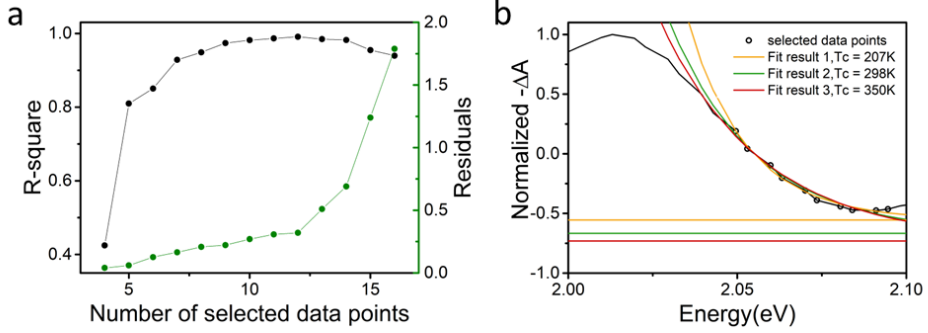 a
1.0
0.8
0.6
0.4
R-square
5
10
15
Number of selected data points
2.0
1.5
1.0
0.5
0.0
Residuals
b
1.0
0.5
0.0
-0.5
-1.0
Normalized -ΔA
2.00
2.05
2.10
Energy(eV)
selected data points
Fit result 1,Tc = 207K
Fit result 2,Tc = 298K
Fit result 3,Tc = 350K